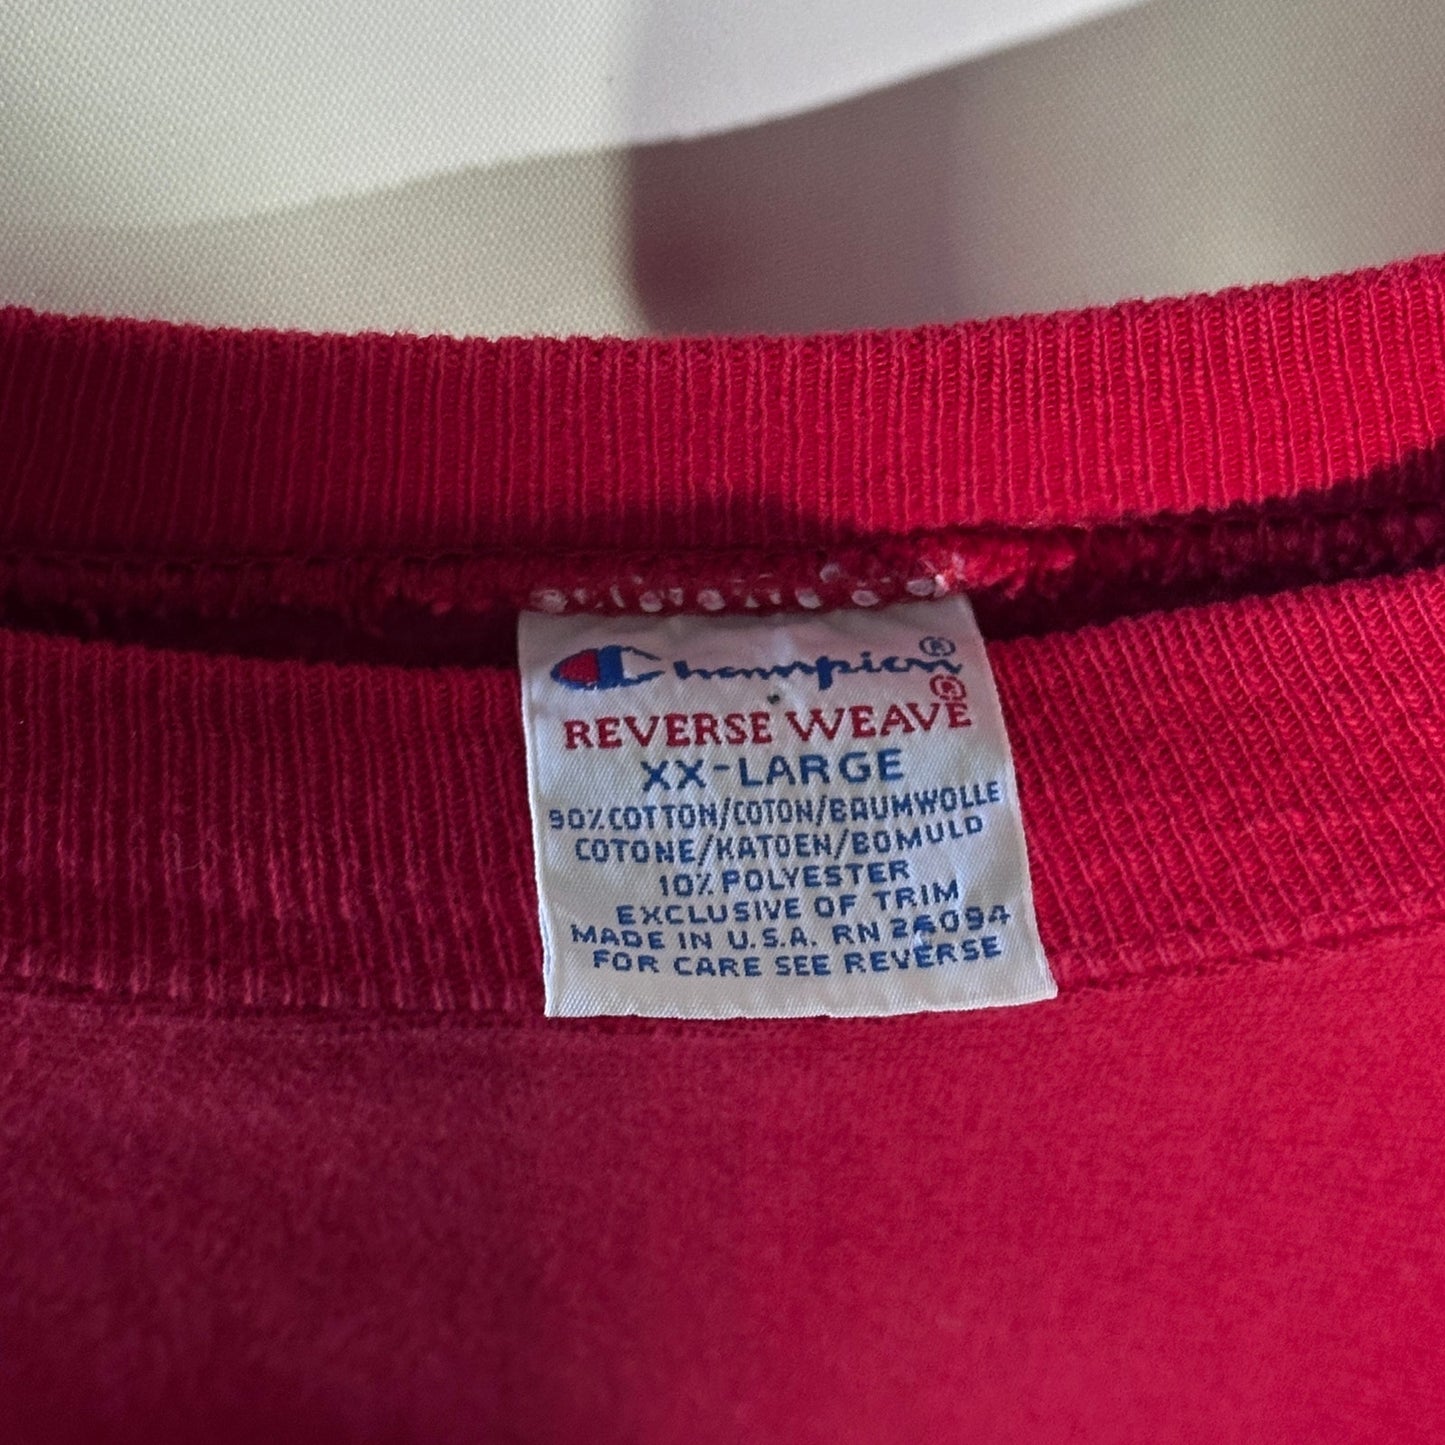 Champion®
REVERSE WEAVE®
XX-LARGE
90% COTTON/COTON/BAUMWOLLE
COTONE/KATOEN/BOMULD
10% POLYESTER
EXCLUSIVE OF TRIM
MADE IN U.S.A. RN 26094
FOR CARE SEE REVERSE